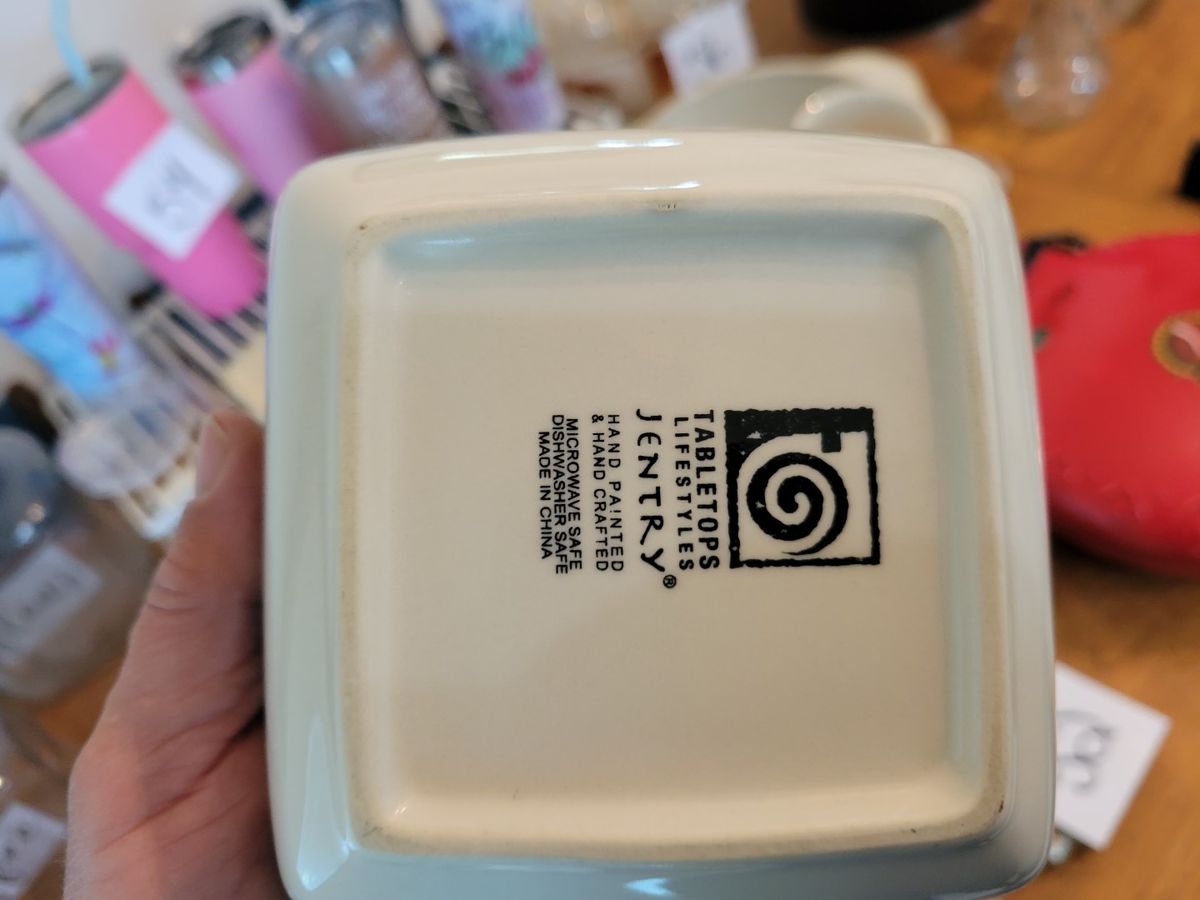 TABLETOPS
LIFESTYLES
JENTRY®
HAND PAINTED
& HAND CRAFTED
MICROWAVE SAFE
DISHWASHER SAFE
MADE IN CHINA